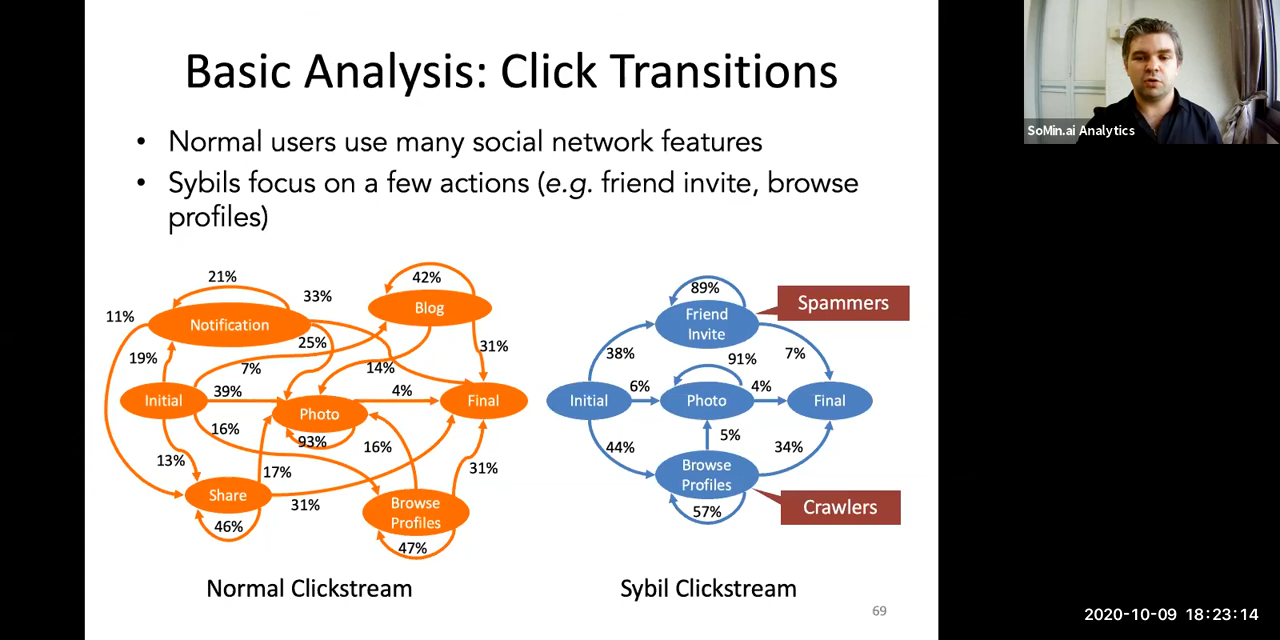 Basic Analysis: Click Transitions
SoMin.ai Analytics
• Normal users use many social network features
• Sybils focus on a few actions (e.g. friend invite, browse
profiles)
21%
33%
42%
11%
Notification
Blog
25%
31%
19%
7%
14%
39%
4%
Initial
Photo
Final
16%
93%
16%
13%
17%
31%
Share
31%
Browse
Profiles
46%
47%
Normal Clickstream
89%
Spammers
Friend
Invite
38%
7%
91%
6%
4%
Initial
Photo
Final
5%
44%
34%
Browse
Profiles
57%
Crawlers
Sybil Clickstream
69
2020-10-09 18:23:14